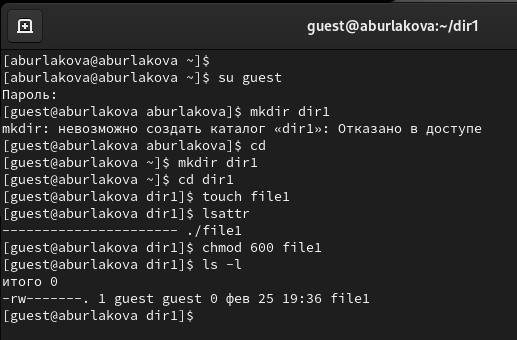 guest@aburlakova:~/dir1
[aburlakova@aburlakova ~]$
[aburlakova@aburlakova ~]$ su guest
Пароль:
[guest@aburlakova aburlakova]$ mkdir dir1
mkdir: невозможно создать каталог «dir1»: Отказано в доступе
[guest@aburlakova aburlakova]$ cd
[guest@aburlakova ~]$ mkdir dir1
[guest@aburlakova ~]$ cd dir1
[guest@aburlakova dir1]$ touch file1
[guest@aburlakova dir1]$ lsattr
---------------------- ./file1
[guest@aburlakova dir1]$ chmod 600 file1
[guest@aburlakova dir1]$ ls -l
итого 0
-rw-------. 1 guest guest 0 фев 25 19:36 file1
[guest@aburlakova dir1]$